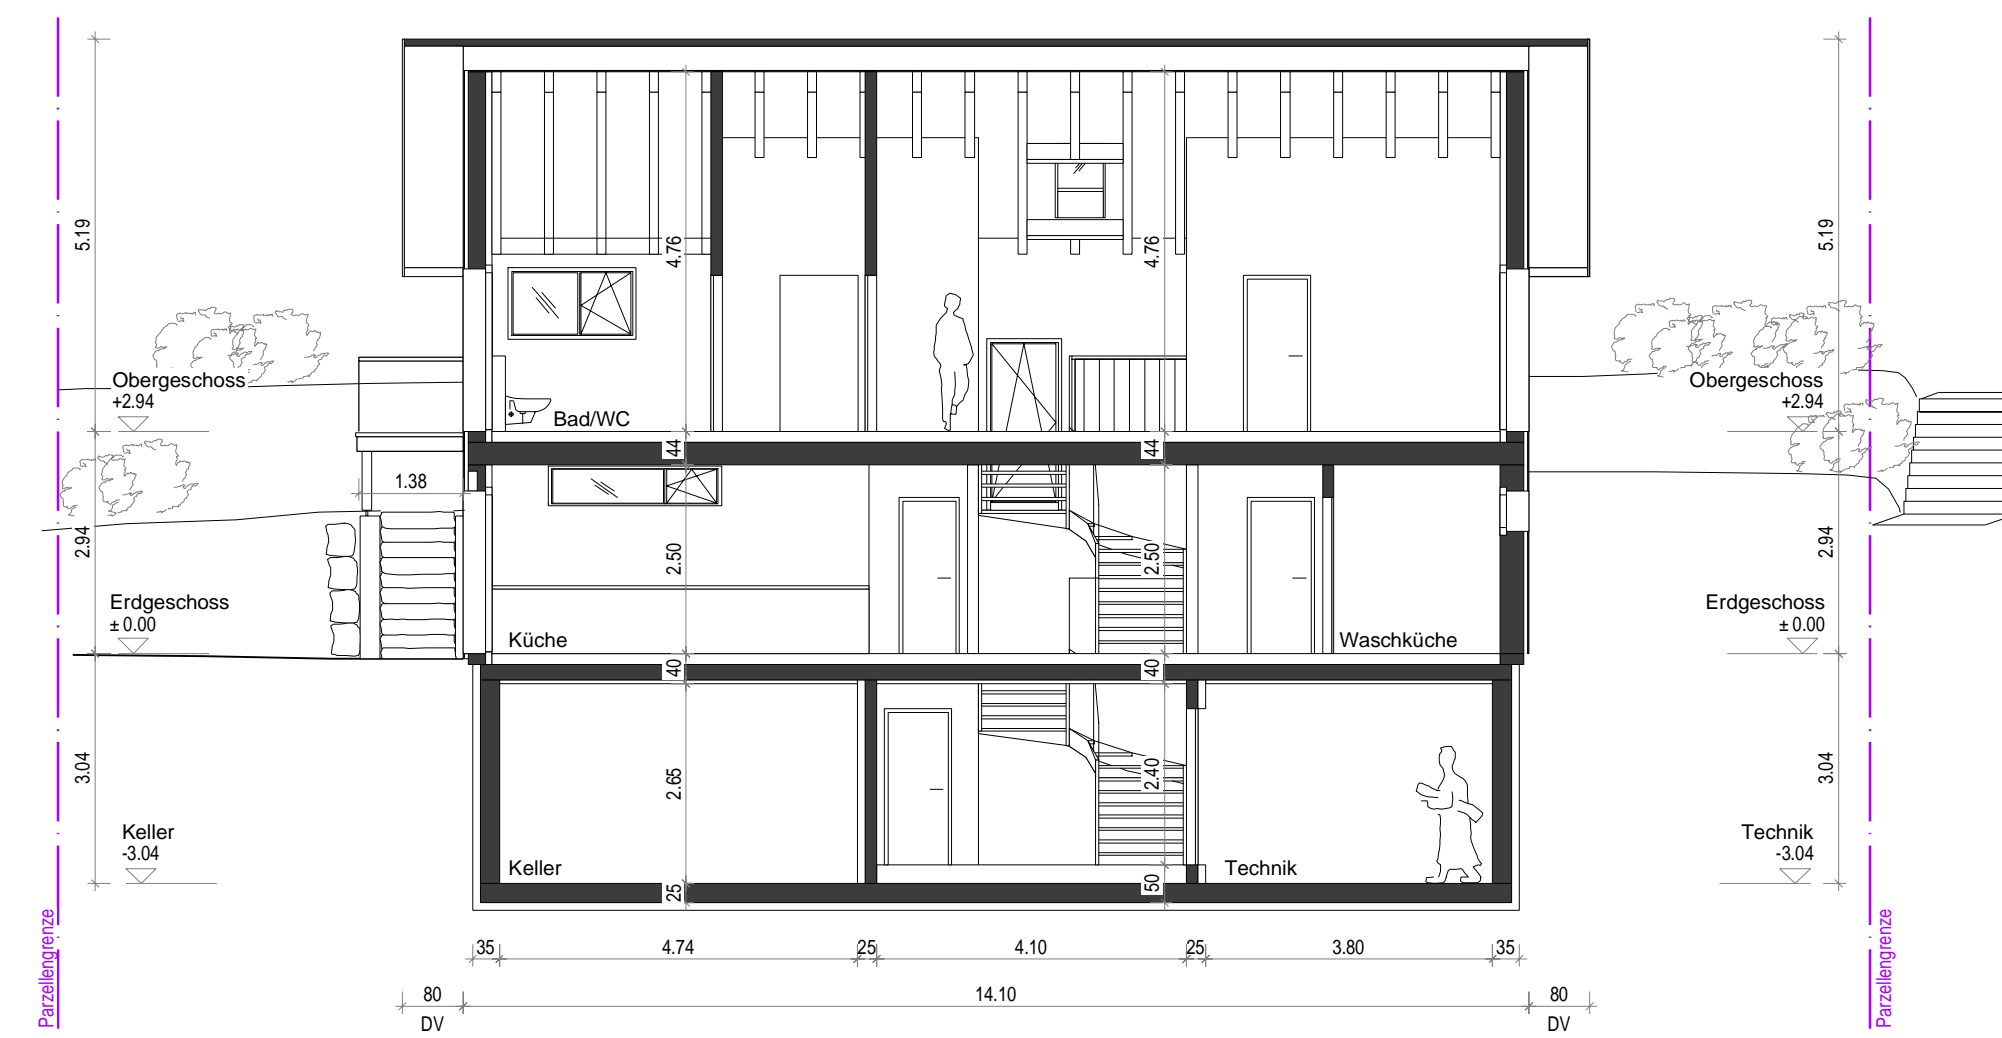 5.19
4.76
4.76
5.19
Obergeschoss
+2.94
Bad/WC
Obergeschoss
+2.94
44
44
1.38
2.94
2.50
2.50
2.94
Erdgeschoss
± 0.00
Küche
Waschküche
Erdgeschoss
± 0.00
40
40
3.04
2.65
2.40
3.04
Keller
-3.04
Keller
Technik
Technik
-3.04
25
50
Parzellengrenze
Parzellengrenze
35 4.74 25 4.10 25 3.80 35
80 14.10 80
DV DV